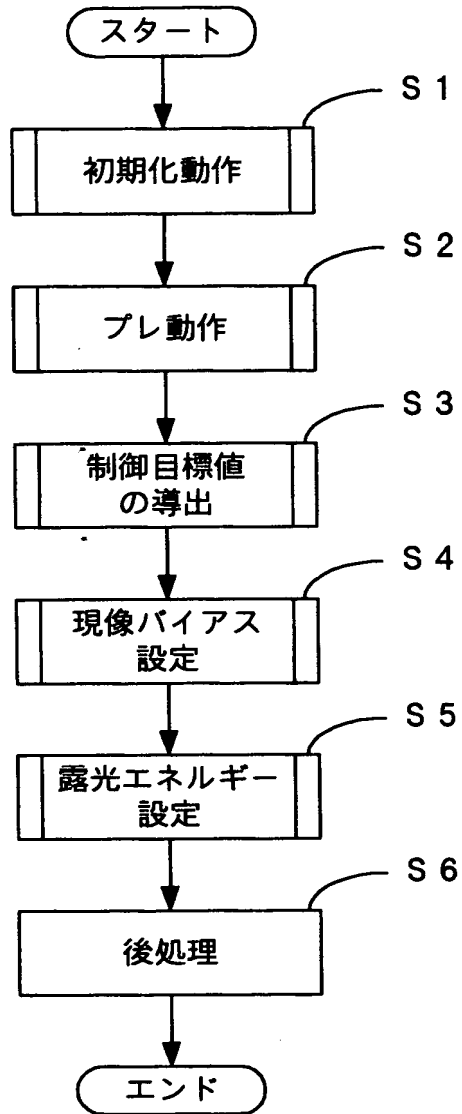 スタート
S 1
初期化動作
S 2
プレ動作
S 3
制御目標値
の導出
S 4
現像バイアス
設定
S 5
露光エネルギー
設定
S 6
後処理
エンド